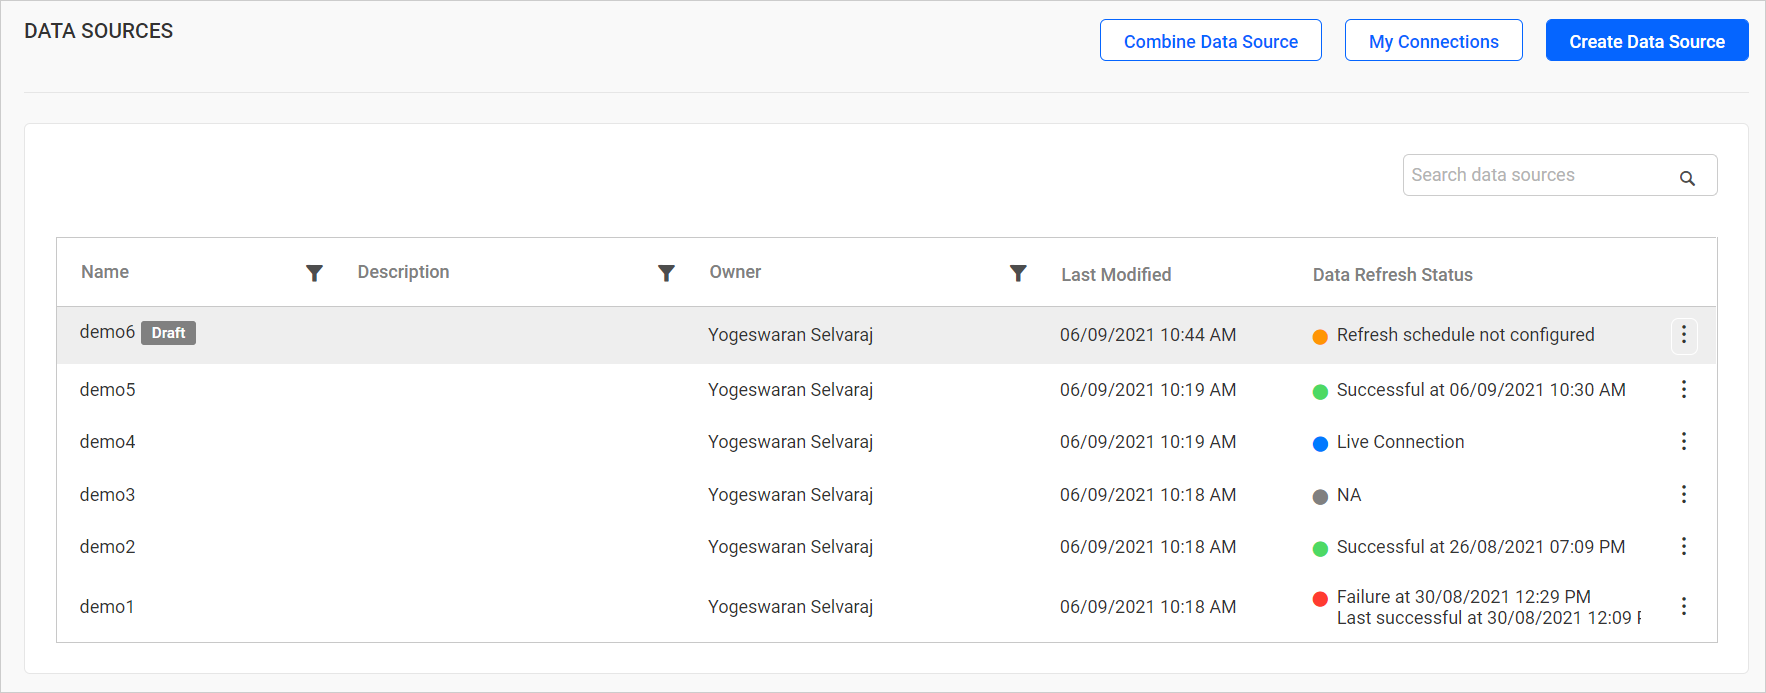 DATA SOURCES
Combine Data Source
My Connections
Create Data Source
Search data sources
Name Description Owner Last Modified Data Refresh Status
demo6 Draft Yogeswaran Selvaraj 06/09/2021 10:44 AM Refresh schedule not configured
demo5 Yogeswaran Selvaraj 06/09/2021 10:19 AM Successful at 06/09/2021 10:30 AM
demo4 Yogeswaran Selvaraj 06/09/2021 10:19 AM Live Connection
demo3 Yogeswaran Selvaraj 06/09/2021 10:18 AM NA
demo2 Yogeswaran Selvaraj 06/09/2021 10:18 AM Successful at 26/08/2021 07:09 PM
demo1 Yogeswaran Selvaraj 06/09/2021 10:18 AM Failure at 30/08/2021 12:29 PM
Last successful at 30/08/2021 12:09